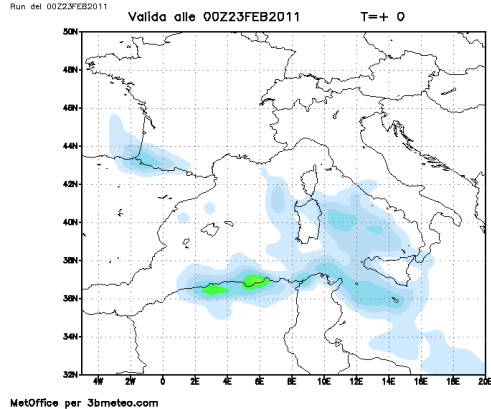 Run del 00Z23FEB2011
Valida alle 00Z23FEB2011 T=+ 0
50N
48N
46N
44N
42N
40N
38N
36N
34N
32N
4W 2W 0 2E 4E 6E 8E 10E 12E 14E 16E 18E 20E
MetOffice per 3bmeteo.com